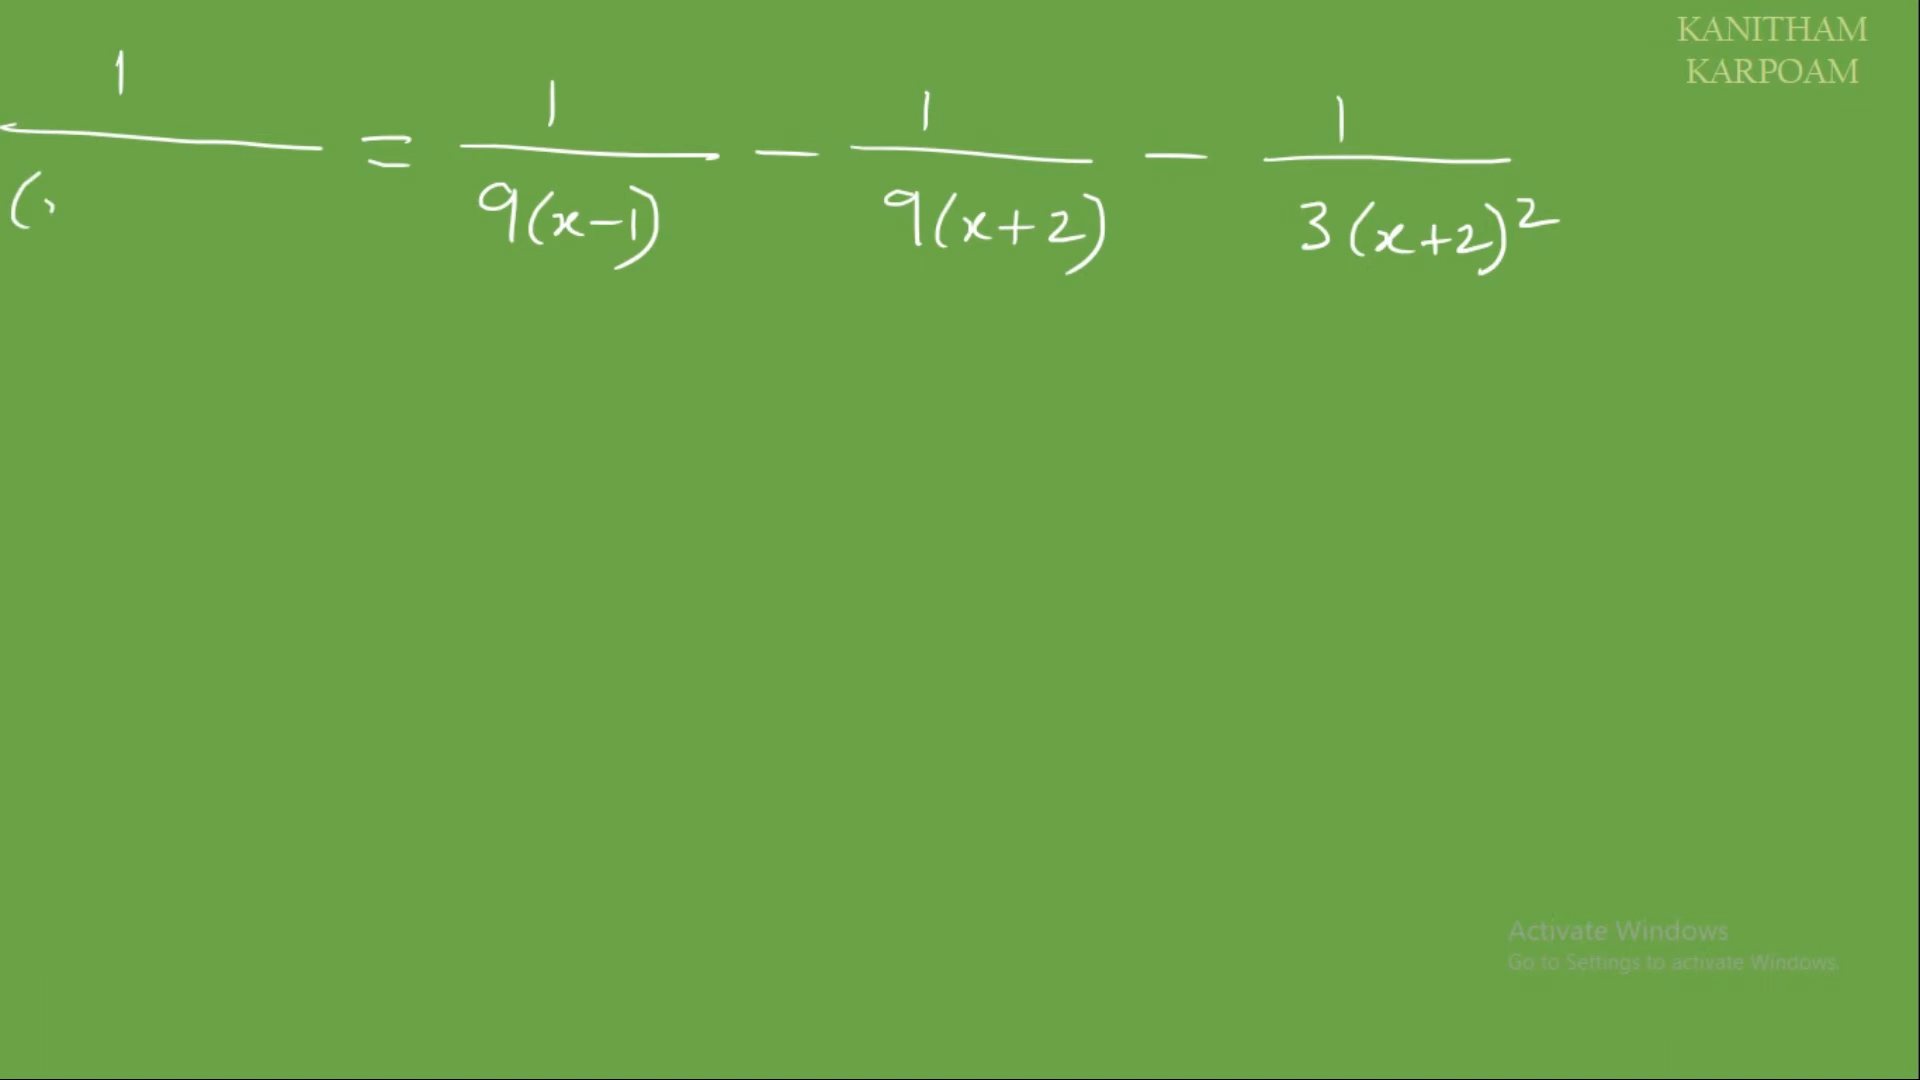 KANITHAM
KARPOAM
1/( = 1/9(x-1) - 1/9(x+2) - 1/3(x+2)²
Activate Windows
Go to Settings to activate Windows.